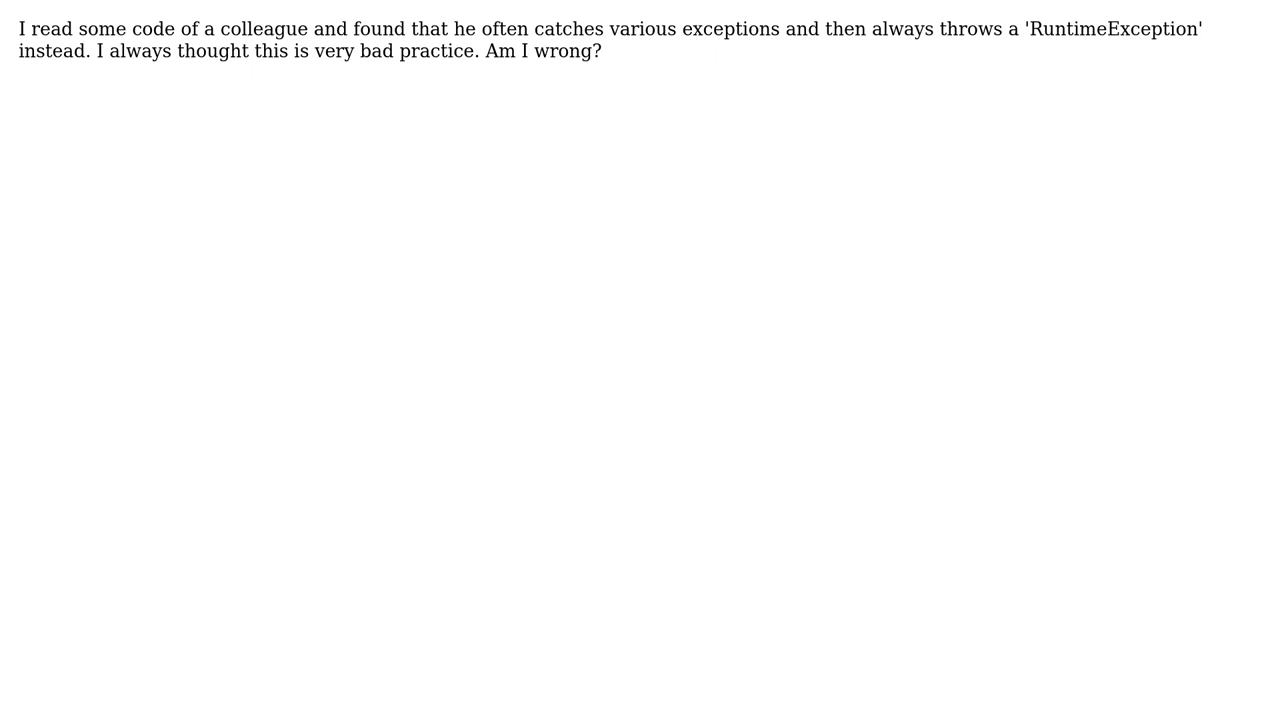 I read some code of a colleague and found that he often catches various exceptions and then always throws a 'RuntimeException'
instead. I always thought this is very bad practice. Am I wrong?